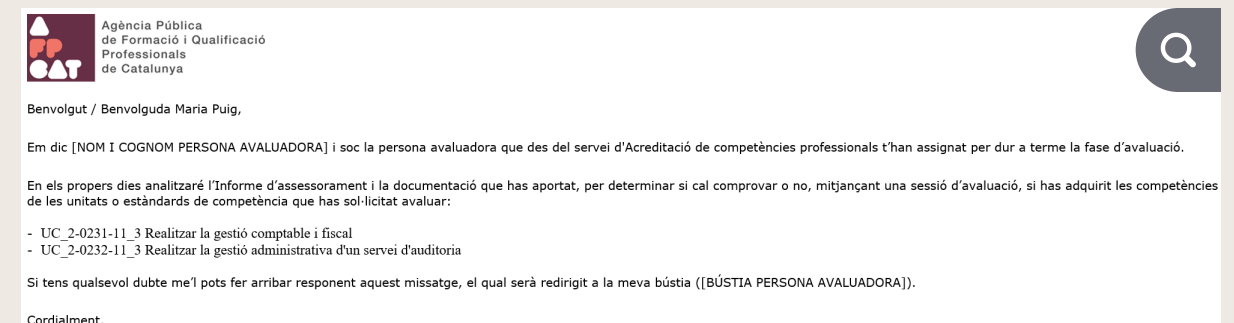 A
FP
CAT
Agència Pública
de Formació i Qualificació
Professionals
de Catalunya
Benvolgut / Benvolguda Maria Puig,
Em dic [NOM I COGNOM PERSONA AVALUADORA] i soc la persona avaluadora que des del servei d'Acreditació de competències professionals t’han assignat per dur a terme la fase d’avaluació.
En els propers dies analitzaré l’Informe d’assessorament i la documentació que has aportat, per determinar si cal comprovar o no, mitjançant una sessió d’avaluació, si has adquirit les competències
de les unitats o estàndards de competència que has sol·licitat avaluar:
- UC_2-0231-11_3 Realitzar la gestió comptable i fiscal
- UC_2-0232-11_3 Realitzar la gestió administrativa d'un servei d'auditoria
Si tens qualsevol dubte me’l pots fer arribar responent aquest missatge, el qual serà redirigit a la meva bústia ([BÚSTIA PERSONA AVALUADORA]).
Cordialment,